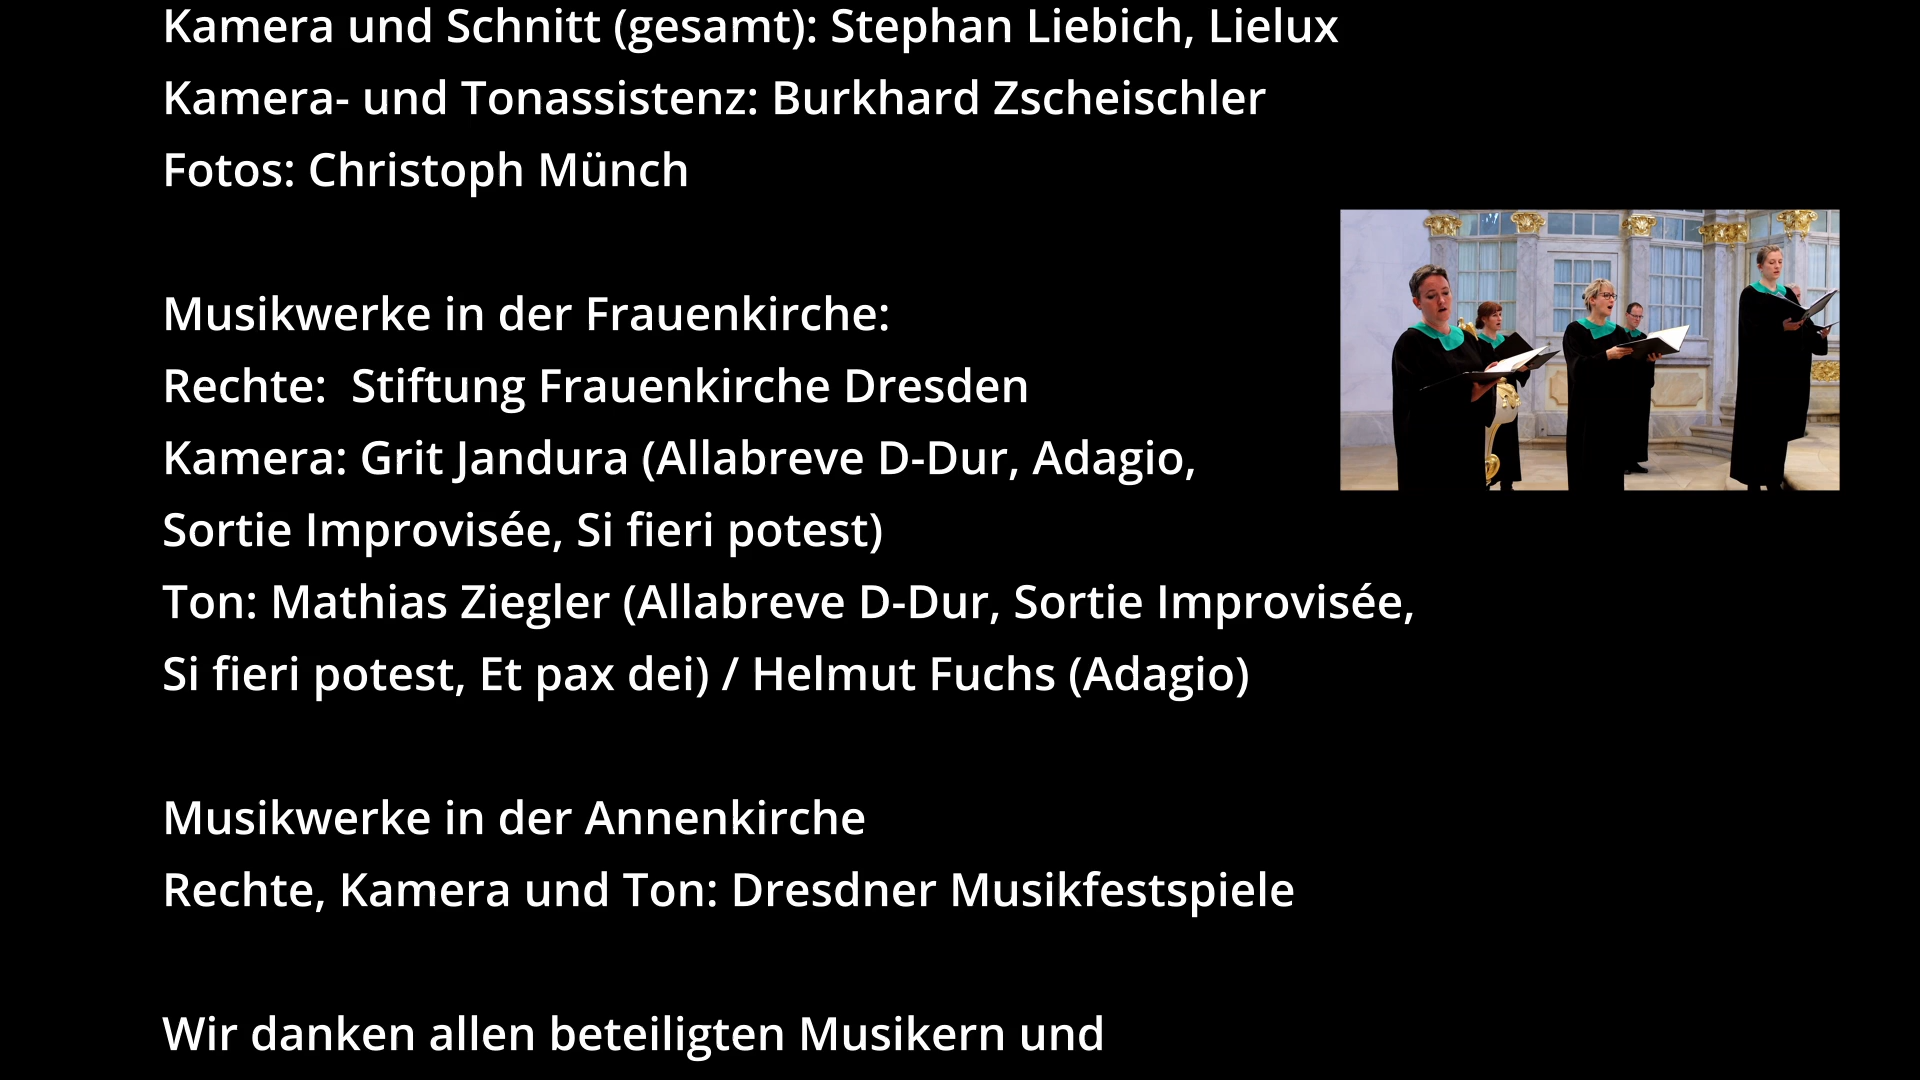 Kamera und Schnitt (gesamt): Stephan Liebich, Lielux
Kamera- und Tonassistenz: Burkhard Zscheischler
Fotos: Christoph Münch
Musikwerke in der Frauenkirche:
Rechte:  Stiftung Frauenkirche Dresden
Kamera: Grit Jandura (Allabreve D-Dur, Adagio,
Sortie Improvisée, Si fieri potest)
Ton: Mathias Ziegler (Allabreve D-Dur, Sortie Improvisée,
Si fieri potest, Et pax dei) / Helmut Fuchs (Adagio)
Musikwerke in der Annenkirche
Rechte, Kamera und Ton: Dresdner Musikfestspiele
Wir danken allen beteiligten Musikern und